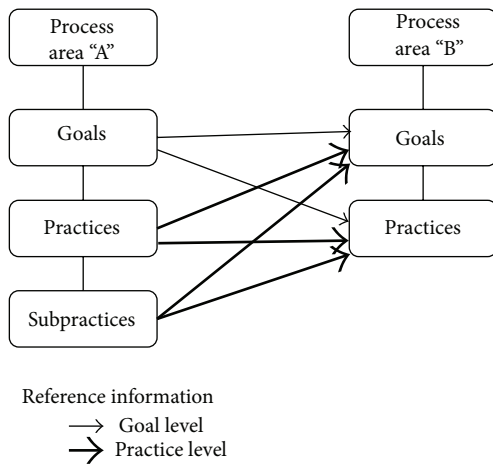 Process
area “A”
Goals
Practices
Subpractices
Process
area “B”
Goals
Practices
Reference information
Goal level
Practice level